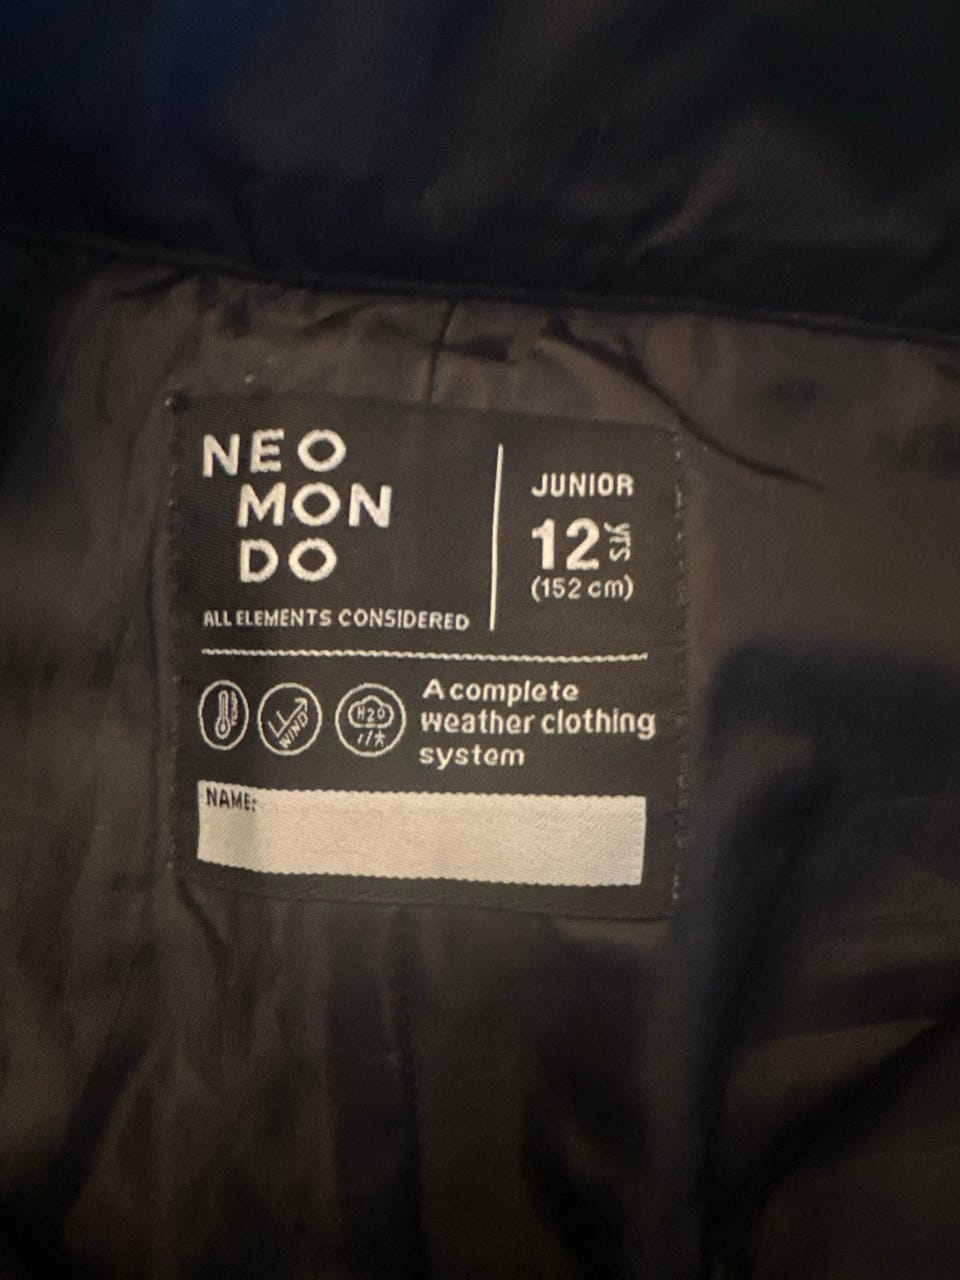 NEO
MON
DO
ALL ELEMENTS CONSIDERED
JUNIOR
12 YRS
(152 cm)
WIND
H2O
A complete
weather clothing
system
NAME: